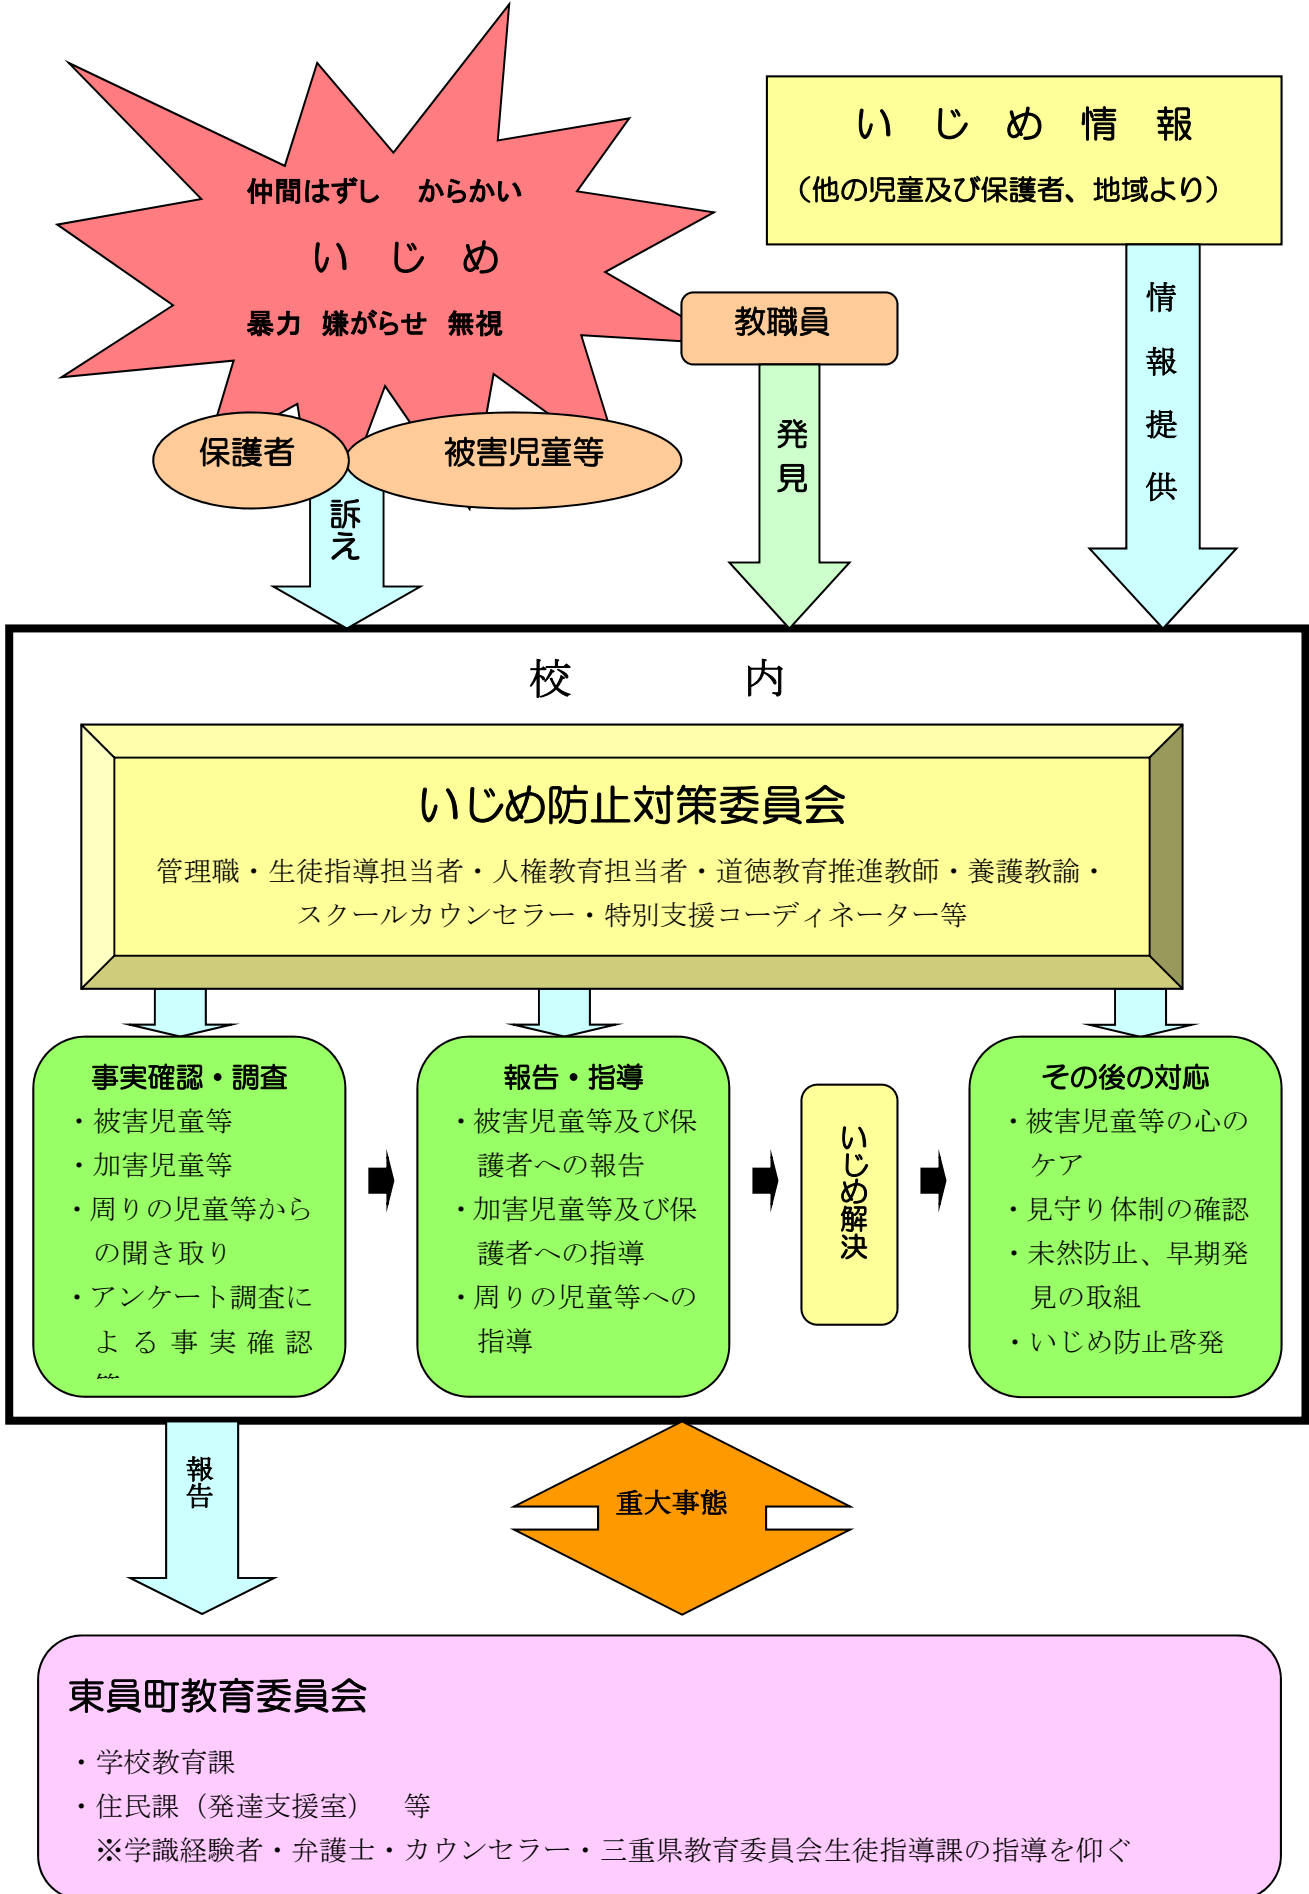 仲間はずし　からかい
い　じ　め
暴力　嫌がらせ　無視
い　じ　め　情　報
（他の児童及び保護者、地域より）
教職員
保護者
被害児童等
訴え
発見
情報提供
校　　　　内
いじめ防止対策委員会
管理職・生徒指導担当者・人権教育担当者・道徳教育推進教師・養護教諭・
スクールカウンセラー・特別支援コーディネーター等
事実確認・調査
・被害児童等
・加害児童等
・周りの児童等から
の聞き取り
・アンケート調査に
よる事実確認
報告・指導
・被害児童等及び保
護者への報告
・加害児童等及び保
護者への指導
・周りの児童等への
指導
いじめ解決
その後の対応
・被害児童等の心の
ケア
・見守り体制の確認
・未然防止、早期発
見の取組
・いじめ防止啓発
報告
重大事態
東員町教育委員会
・学校教育課
・住民課（発達支援室）　等
※学識経験者・弁護士・カウンセラー・三重県教育委員会生徒指導課の指導を仰ぐ